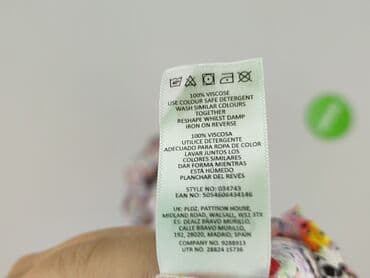 100% VISCOSE
USE COLOUR SAFE DETERGENT
WASH SIMILAR COLOURS
TOGETHER
RESHAPE WHILST DAMP
IRON ON REVERSE
100% VISCOSA
UTILICE DETERGENTE
ADECUADO PARA ROPA DE COLOR
LAVAR JUNTOS LOS
COLORES SIMILARES
DAR FORMA MIENTRAS
ESTÁ HÚMEDO
PLANCHAR DEL REVÉS
STYLE NO: 034743
EAN NO: 5054606434146
UK: PLDZ, PATTISON HOUSE,
MIDLAND ROAD, WALSALL, WS2 3TX
ES: DEALZ BRAVO MURILLO,
CALLE BRAVO MURILLO,
192, 28020, MADRID, SPAIN
COMPANY NO. 9288913
UTR NO: 28824 15736